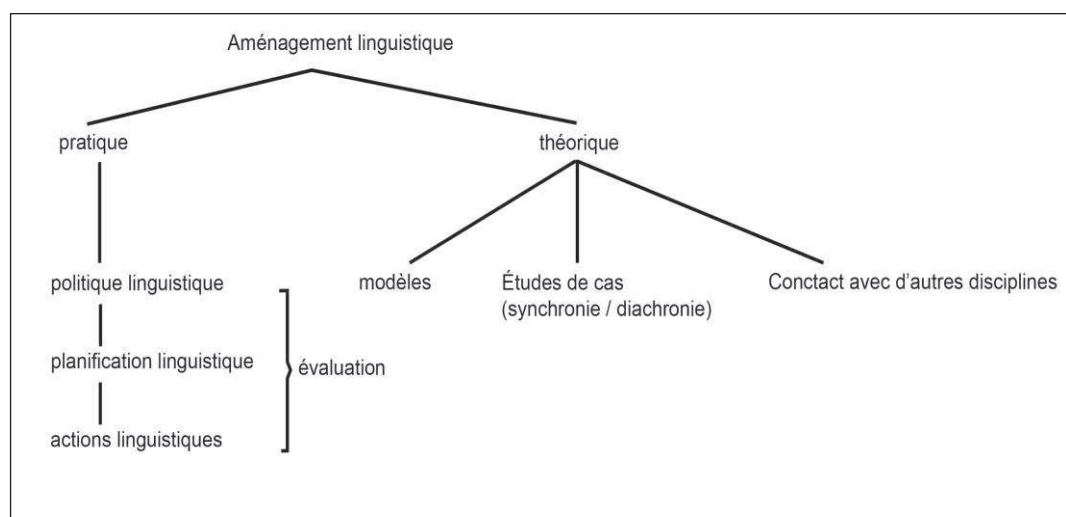 Aménagement linguistique
pratique
théorique
politique linguistique
modèles
Études de cas
(synchronie / diachronie)
Conctact avec d'autres disciplines
planification linguistique
évaluation
actions linguistiques